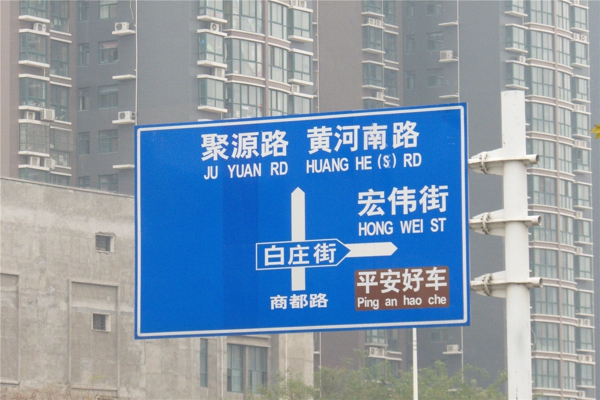 聚源路 黄河南路
JU YUAN RD HUANG HE (S) RD
宏伟街
HONG WEI ST
白庄街
平安好车
Ping an hao che
商都路